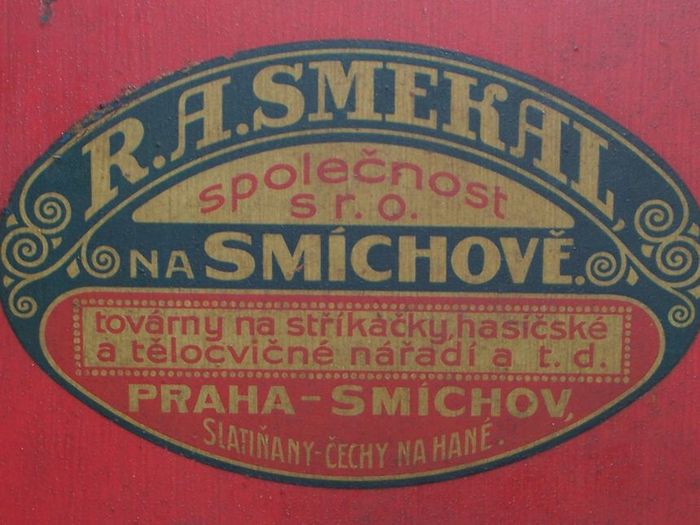 R.A.SMEKAL,
společnost
s r.o.
NA SMÍCHOVĚ.
továrny na stříkačky, hasičské
a tělocvičné nářadí a t.d.
PRAHA-SMÍCHOV,
SLATIŇANY-ČECHY NA HANÉ.